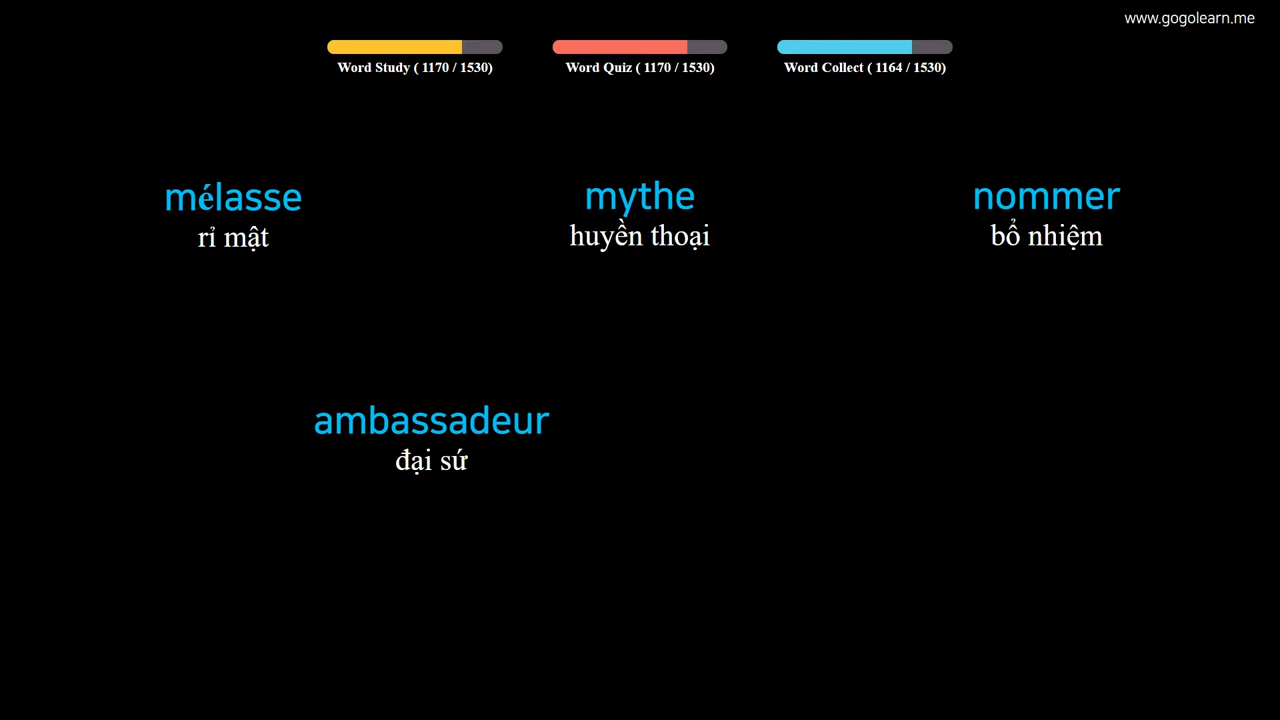 www.gogolearn.me
Word Study ( 1170 / 1530)
Word Quiz ( 1170 / 1530)
Word Collect ( 1164 / 1530)
mélasse
rỉ mật
mythe
huyền thoại
nommer
bổ nhiệm
ambassadeur
đại sứ